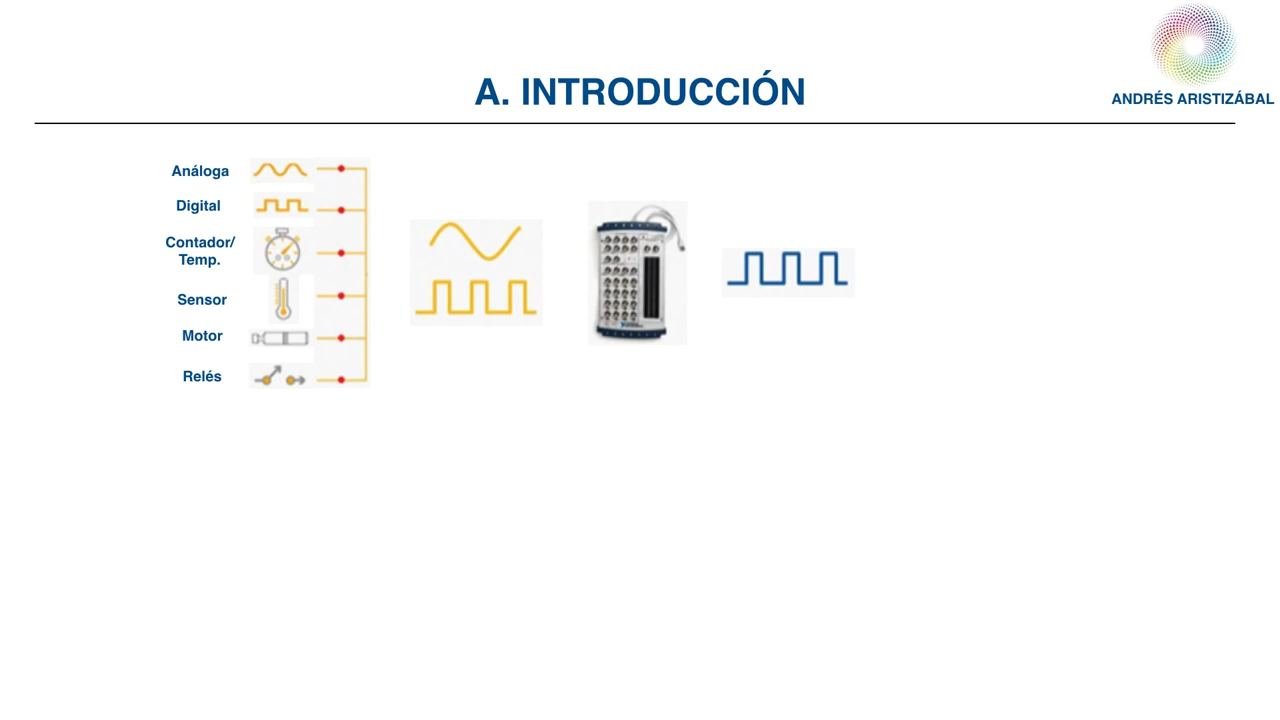 ANDRÉS ARISTIZÁBAL
A. INTRODUCCIÓN
Análoga
Digital
Contador/
Temp.
Sensor
Motor
Relés